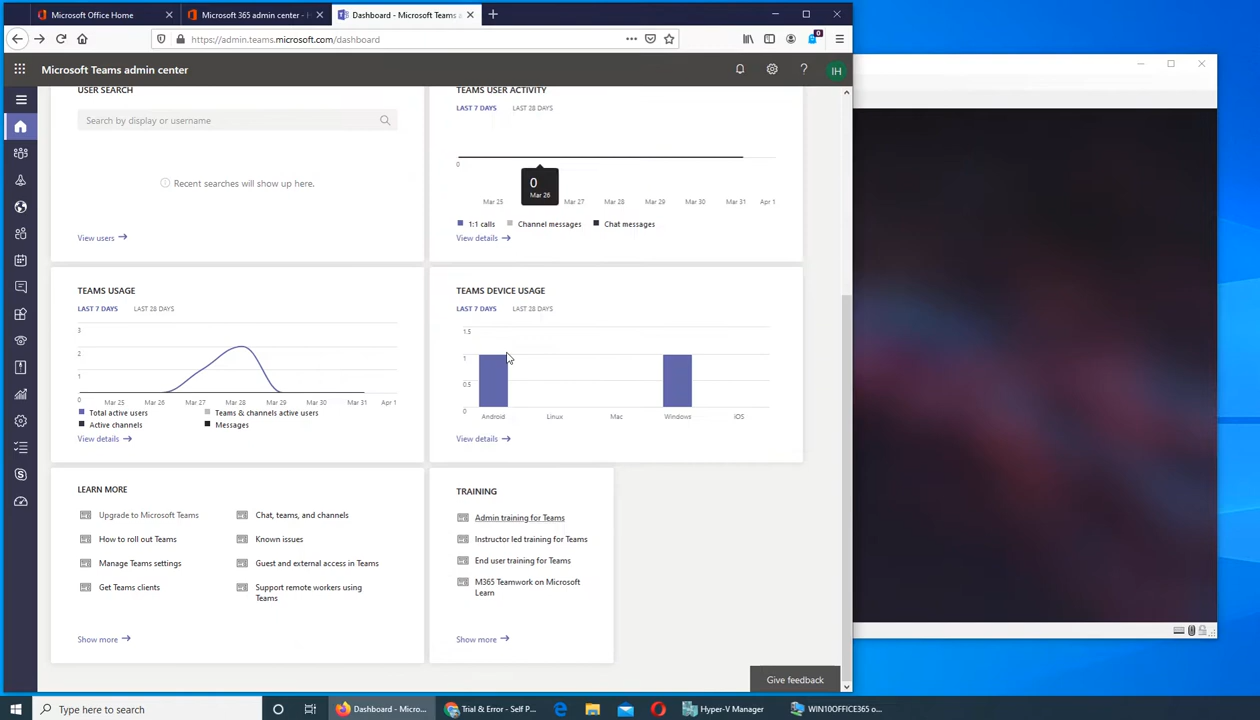 Microsoft Office Home
Microsoft 365 admin center -
Dashboard - Microsoft Teams a
https://admin.teams.microsoft.com/dashboard
0
Microsoft Teams admin center
IH
USER SEARCH
Search by display or username
Recent searches will show up here.
View users
TEAMS USER ACTIVITY
LAST 7 DAYS
LAST 28 DAYS
0
0
Mar 26
Mar 25
Mar 27
Mar 28
Mar 29
Mar 30
Mar 31
Apr 1
1:1 calls
Channel messages
Chat messages
View details
TEAMS USAGE
LAST 7 DAYS
LAST 28 DAYS
3
2
1
0
Mar 25
Mar 26
Mar 27
Mar 28
Mar 29
Mar 30
Mar 31
Apr 1
Total active users
Teams & channels active users
Active channels
Messages
View details
TEAMS DEVICE USAGE
LAST 7 DAYS
LAST 28 DAYS
1.5
1
0.5
0
Android
Linux
Mac
Windows
iOS
View details
LEARN MORE
Upgrade to Microsoft Teams
How to roll out Teams
Manage Teams settings
Get Teams clients
Chat, teams, and channels
Known issues
Guest and external access in Teams
Support remote workers using
Teams
Show more
TRAINING
Admin training for Teams
Instructor led training for Teams
End user training for Teams
M365 Teamwork on Microsoft
Learn
Show more
Give feedback
Type here to search
Dashboard - Micro...
Trial & Error - Self P...
Hyper-V Manager
WIN10OFFICE365 o...